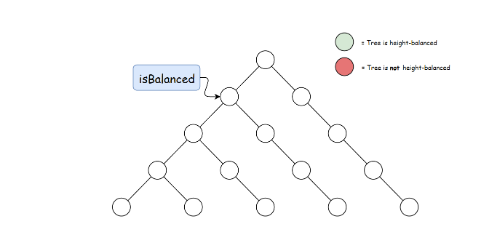 = Tree is height-balanced
isBalanced
= Tree is not height-balanced